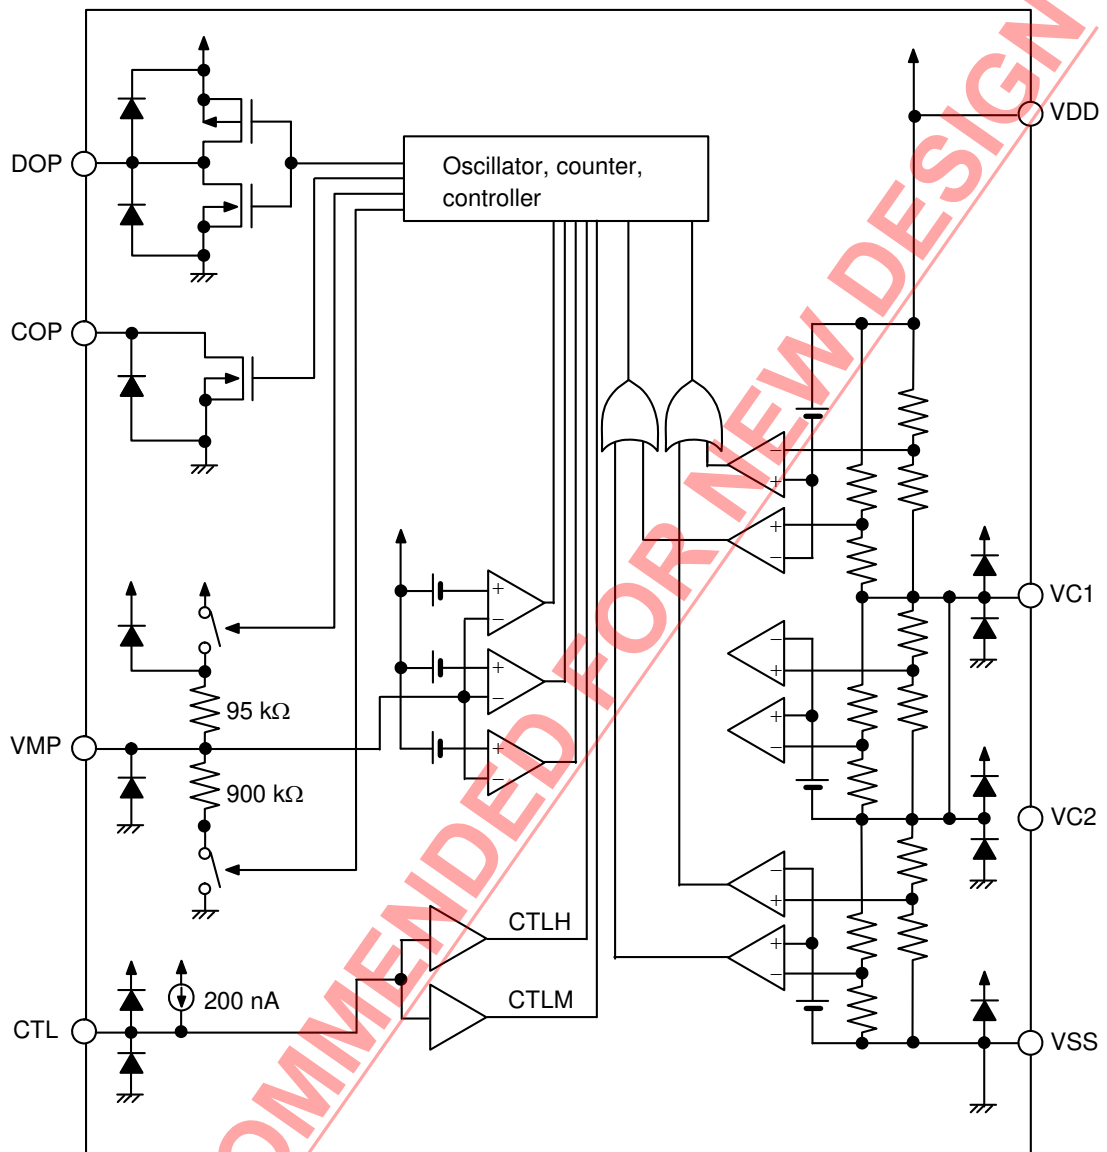 VDD
DOP
Oscillator, counter,
controller
COP
VC1
95 kΩ
VMP
900 kΩ
VC2
CTLH
200 nA
CTLM
CTL
VSS
+
−
+
−
+
−
−
+
+
−
−
+
+
−
−
+
+
−
OMMENDED FOR NEW DESIGN